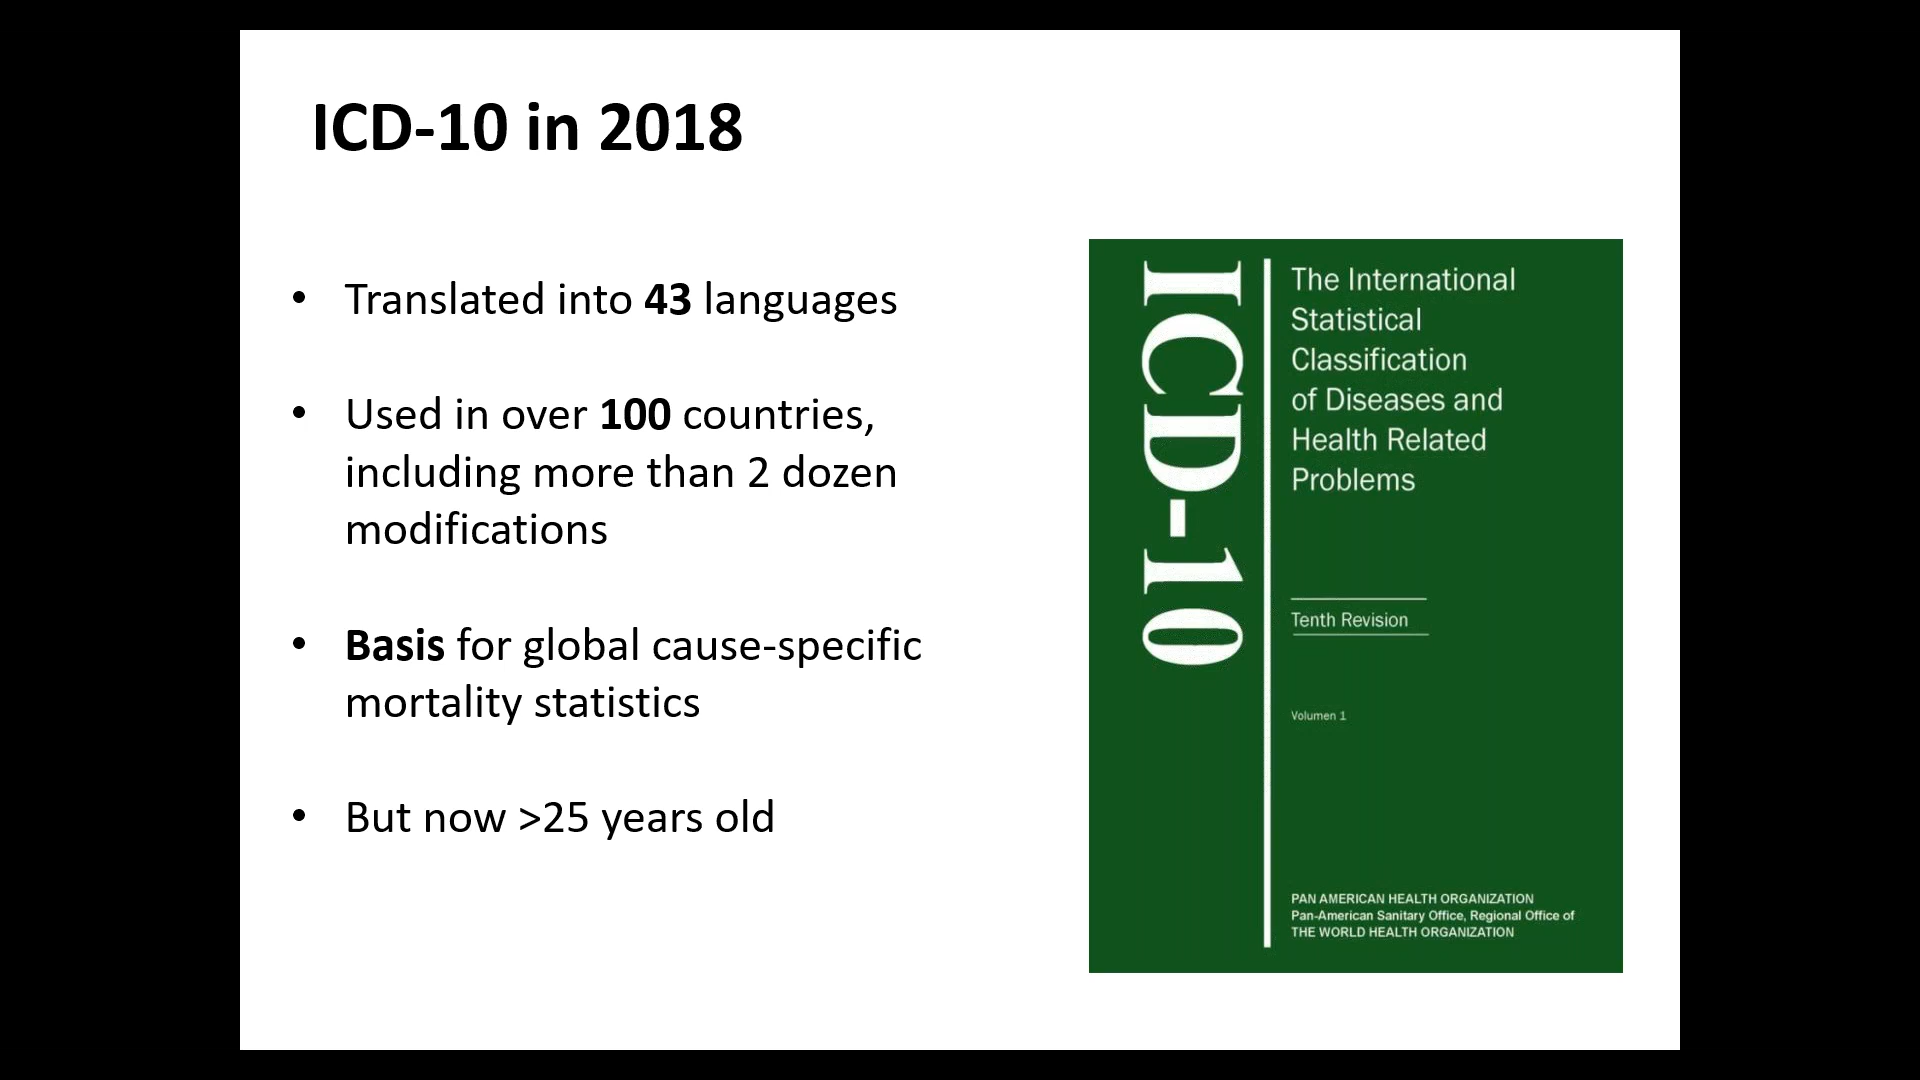 ICD-10 in 2018
• Translated into 43 languages
• Used in over 100 countries,
including more than 2 dozen
modifications
• Basis for global cause-specific
mortality statistics
• But now >25 years old
ICD-10
The International
Statistical
Classification
of Diseases and
Health Related
Problems
Tenth Revision
Volumen 1
PAN AMERICAN HEALTH ORGANIZATION
Pan-American Sanitary Office, Regional Office of
THE WORLD HEALTH ORGANIZATION